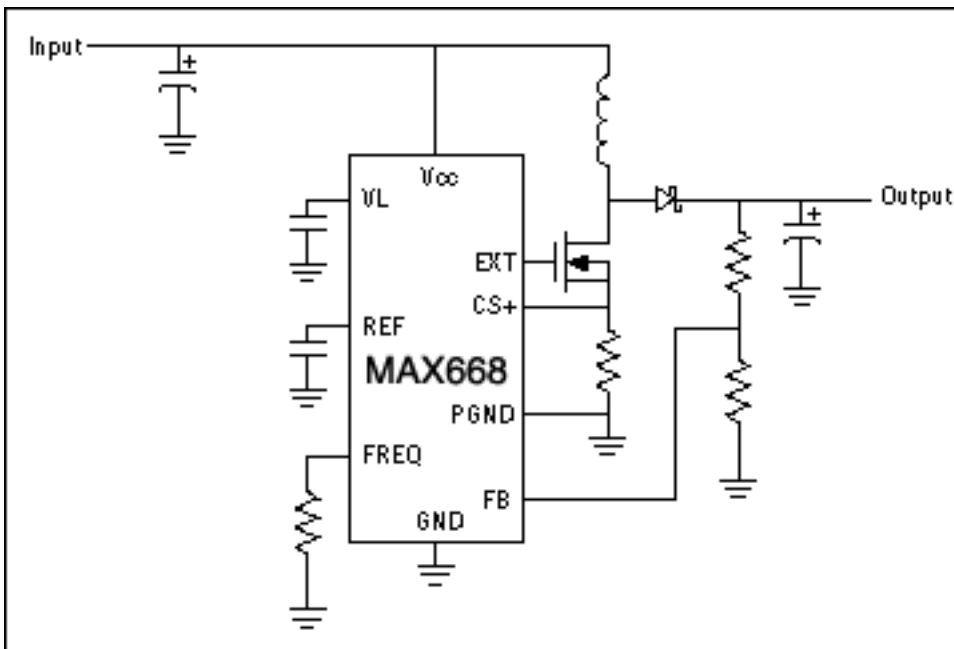 Input
+
Vcc
VL
Output
+
EXT
CS+
REF
MAX668
PGND
FREQ
FB
GND